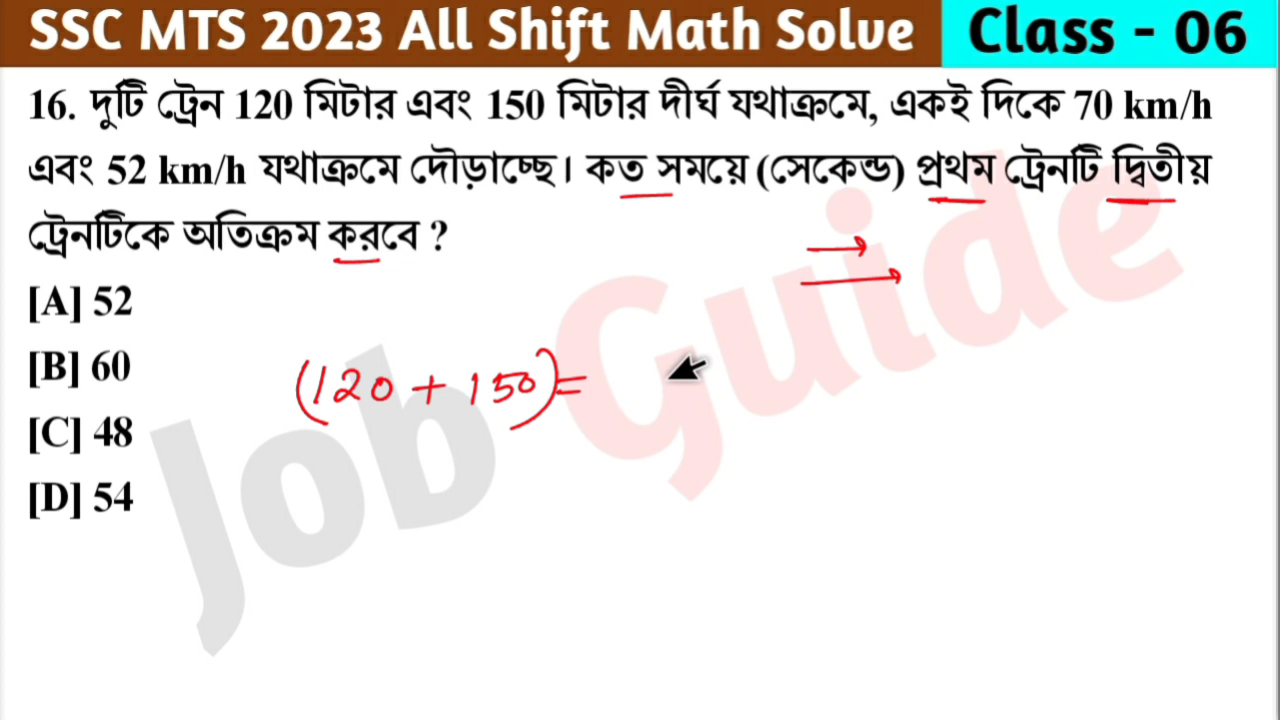 SSC MTS 2023 All Shift Math Solve
Class - 06
16. দুটি ট্রেন 120 মিটার এবং 150 মিটার দীর্ঘ যথাক্রমে, একই দিকে 70 km/h
এবং 52 km/h যথাক্রমে দৌড়াচ্ছে। কত সময়ে (সেকেন্ড) প্রথম ট্রেনটি দ্বিতীয়
ট্রেনটিকে অতিক্রম করবে ?
[A] 52
[B] 60
[C] 48
[D] 54
(120 + 150) =
Job Guide